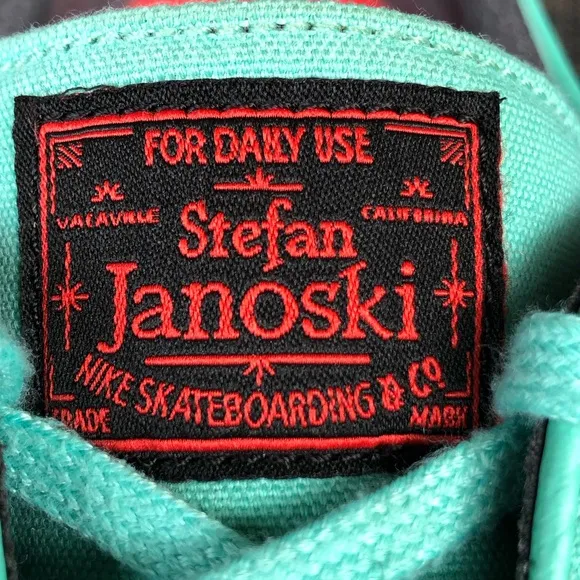 FOR DAILY USE
VACAVILLE CALIFORNIA
Stefan
Janoski
NIKE SKATEBOARDING & CO
TRADE MARK